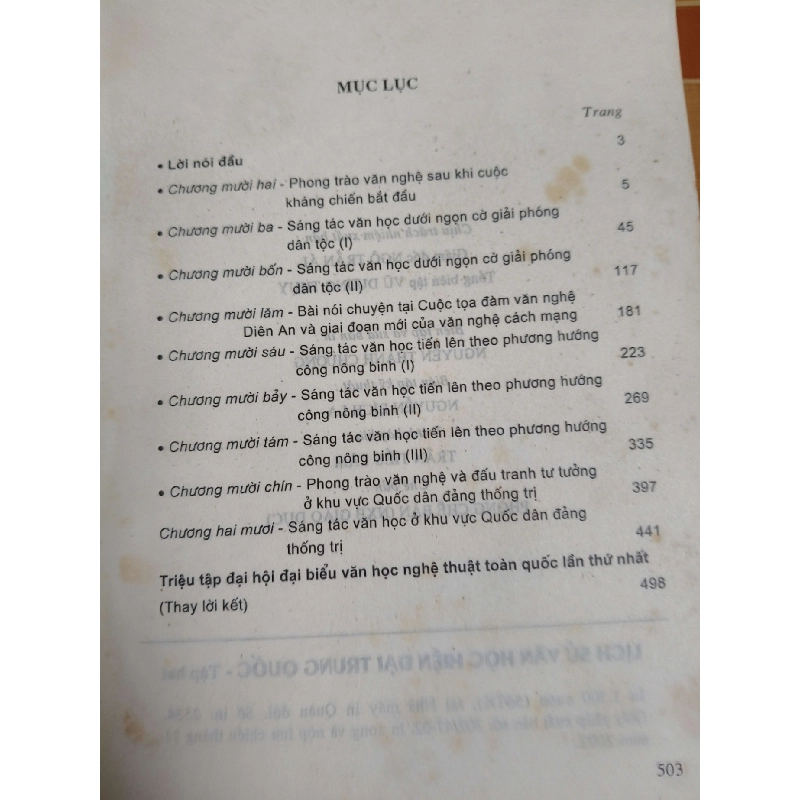 MỤC LỤC
Trang
• Lời nói đầu 3
• Chương mười hai - Phong trào văn nghệ sau khi cuộc 5
kháng chiến bắt đầu
• Chương mười ba - Sáng tác văn học dưới ngọn cờ giải phóng 45
dân tộc (I)
• Chương mười bốn - Sáng tác văn học dưới ngọn cờ giải phóng 117
dân tộc (II)
• Chương mười lăm - Bài nói chuyện tại Cuộc tọa đàm văn nghệ 181
Diên An và giai đoạn mới của văn nghệ cách mạng
• Chương mười sáu - Sáng tác văn học tiến lên theo phương hướng 223
công nông binh (I)
• Chương mười bảy - Sáng tác văn học tiến lên theo phương hướng 269
công nông binh (II)
• Chương mười tám - Sáng tác văn học tiến lên theo phương hướng 335
công nông binh (III)
• Chương mười chín - Phong trào văn nghệ và đấu tranh tư tưởng 397
ở khu vực Quốc dân đảng thống trị
Chương hai mươi - Sáng tác văn học ở khu vực Quốc dân đảng 441
thống trị
Triệu tập đại hội đại biểu văn học nghệ thuật toàn quốc lần thứ nhất 498
(Thay lời kết)
LỊCH SỬ VĂN HỌC HIỆN ĐẠI TRUNG QUỐC - Tập hai
503